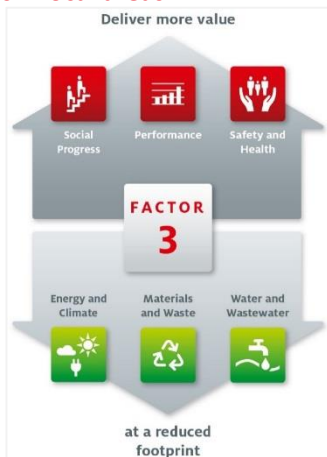 Deliver more value
Social
Progress
Performance
Safety and
Health
FACTOR
3
Energy and
Climate
Materials
and Waste
Water and
Wastewater
at a reduced
footprint